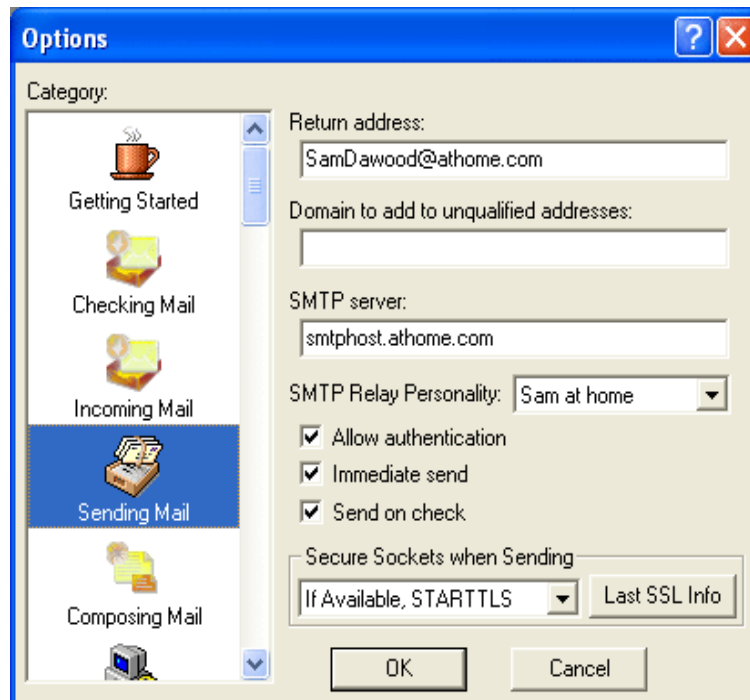 Options
Category:
Getting Started
Checking Mail
Incoming Mail
Sending Mail
Composing Mail
Return address:
SamDawood@athome.com
Domain to add to unqualified addresses:
SMTP server:
smtphost.athome.com
SMTP Relay Personality: Sam at home
Allow authentication
Immediate send
Send on check
Secure Sockets when Sending
If Available, STARTTLS Last SSL Info
OK Cancel